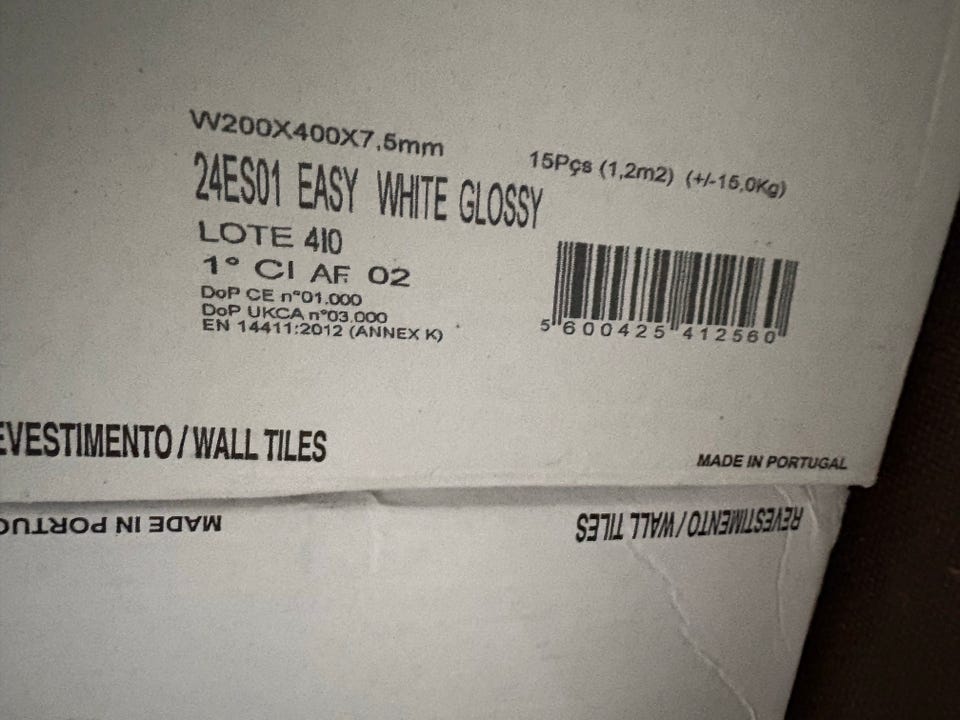 W200X400X7,5mm
15Pçs (1,2m2) (+/-15,0Kg)
24ES01 EASY WHITE GLOSSY
LOTE 4I0
1° CI AF 02
DoP CE n°01.000
DoP UKCA n°03.000
EN 14411:2012 (ANNEX K)
5 600425 412560
EVESTIMENTO / WALL TILES
MADE IN PORTUGAL
MADE IN PORTUG
REVESTIMENTO / WALL TILES